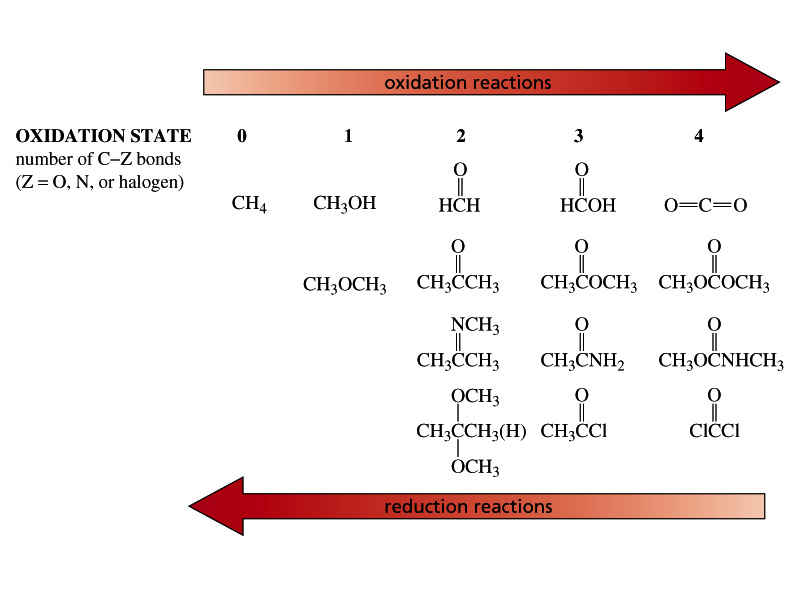 oxidation reactions
OXIDATION STATE 0 1 2 3 4
number of C–Z bonds
(Z = O, N, or halogen)
O O
CH₄ CH₃OH HCH HCOH O=C=O
O O O
CH₃OCH₃ CH₃CCH₃ CH₃COCH₃ CH₃OCOCH₃
NCH₃ O O
CH₃CCH₃ CH₃CNH₂ CH₃OCNHCH₃
OCH₃ O O
CH₃CCH₃(H) CH₃CCl ClCCl
OCH₃
reduction reactions